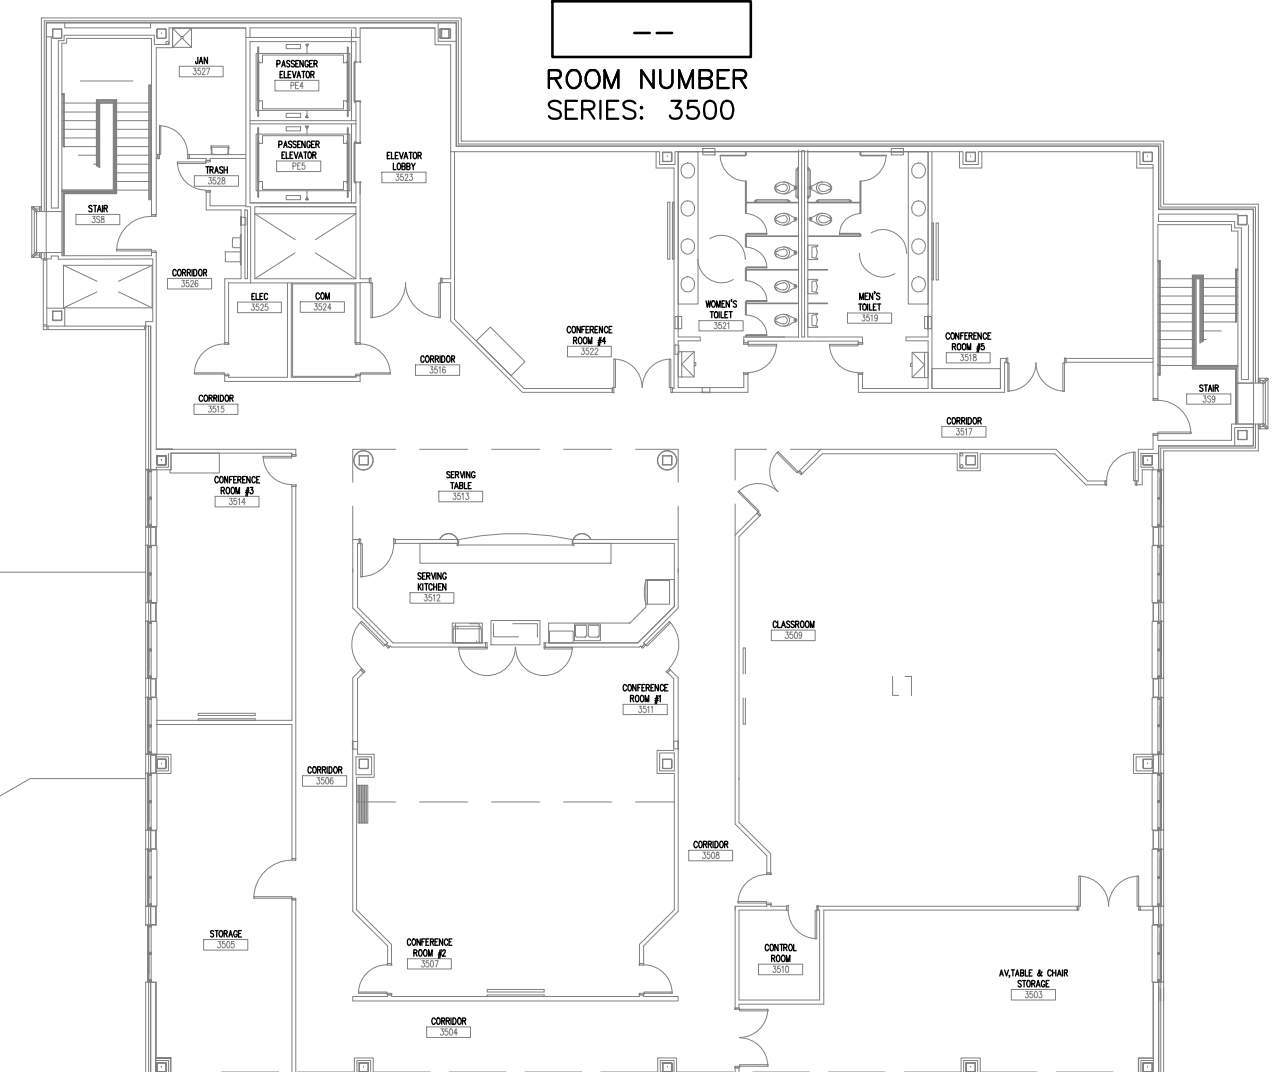 --
ROOM NUMBER
SERIES: 3500
JAN
3527
PASSENGER
ELEVATOR
PE4
PASSENGER
ELEVATOR
PE5
ELEVATOR
LOBBY
3523
TRASH
3528
STAIR
3S8
CORRIDOR
3526
ELEC
3525
COM
3524
WOMEN'S
TOILET
3521
MEN'S
TOILET
3519
CONFERENCE
ROOM #4
3522
CONFERENCE
ROOM #5
3518
CORRIDOR
3516
STAIR
3S9
CORRIDOR
3515
CORRIDOR
3517
CONFERENCE
ROOM #3
3514
SERVING
TABLE
3513
SERVING
KITCHEN
3512
CLASSROOM
3509
CONFERENCE
ROOM #1
3511
CORRIDOR
3506
CORRIDOR
3508
STORAGE
3505
CONFERENCE
ROOM #2
3507
CONTROL
ROOM
3510
AV,TABLE & CHAIR
STORAGE
3503
CORRIDOR
3504